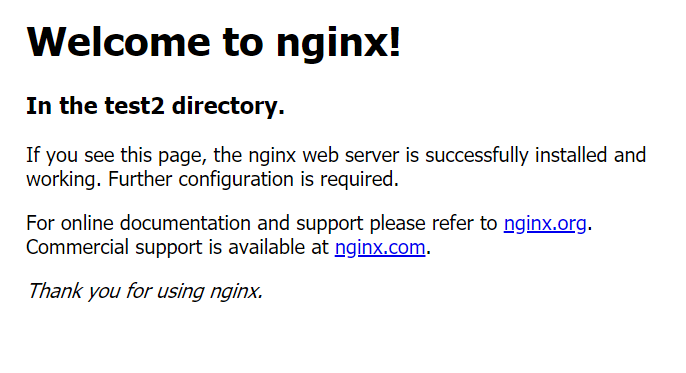 Welcome to nginx!
In the test2 directory.
If you see this page, the nginx web server is successfully installed and
working. Further configuration is required.
For online documentation and support please refer to nginx.org.
Commercial support is available at nginx.com.
Thank you for using nginx.